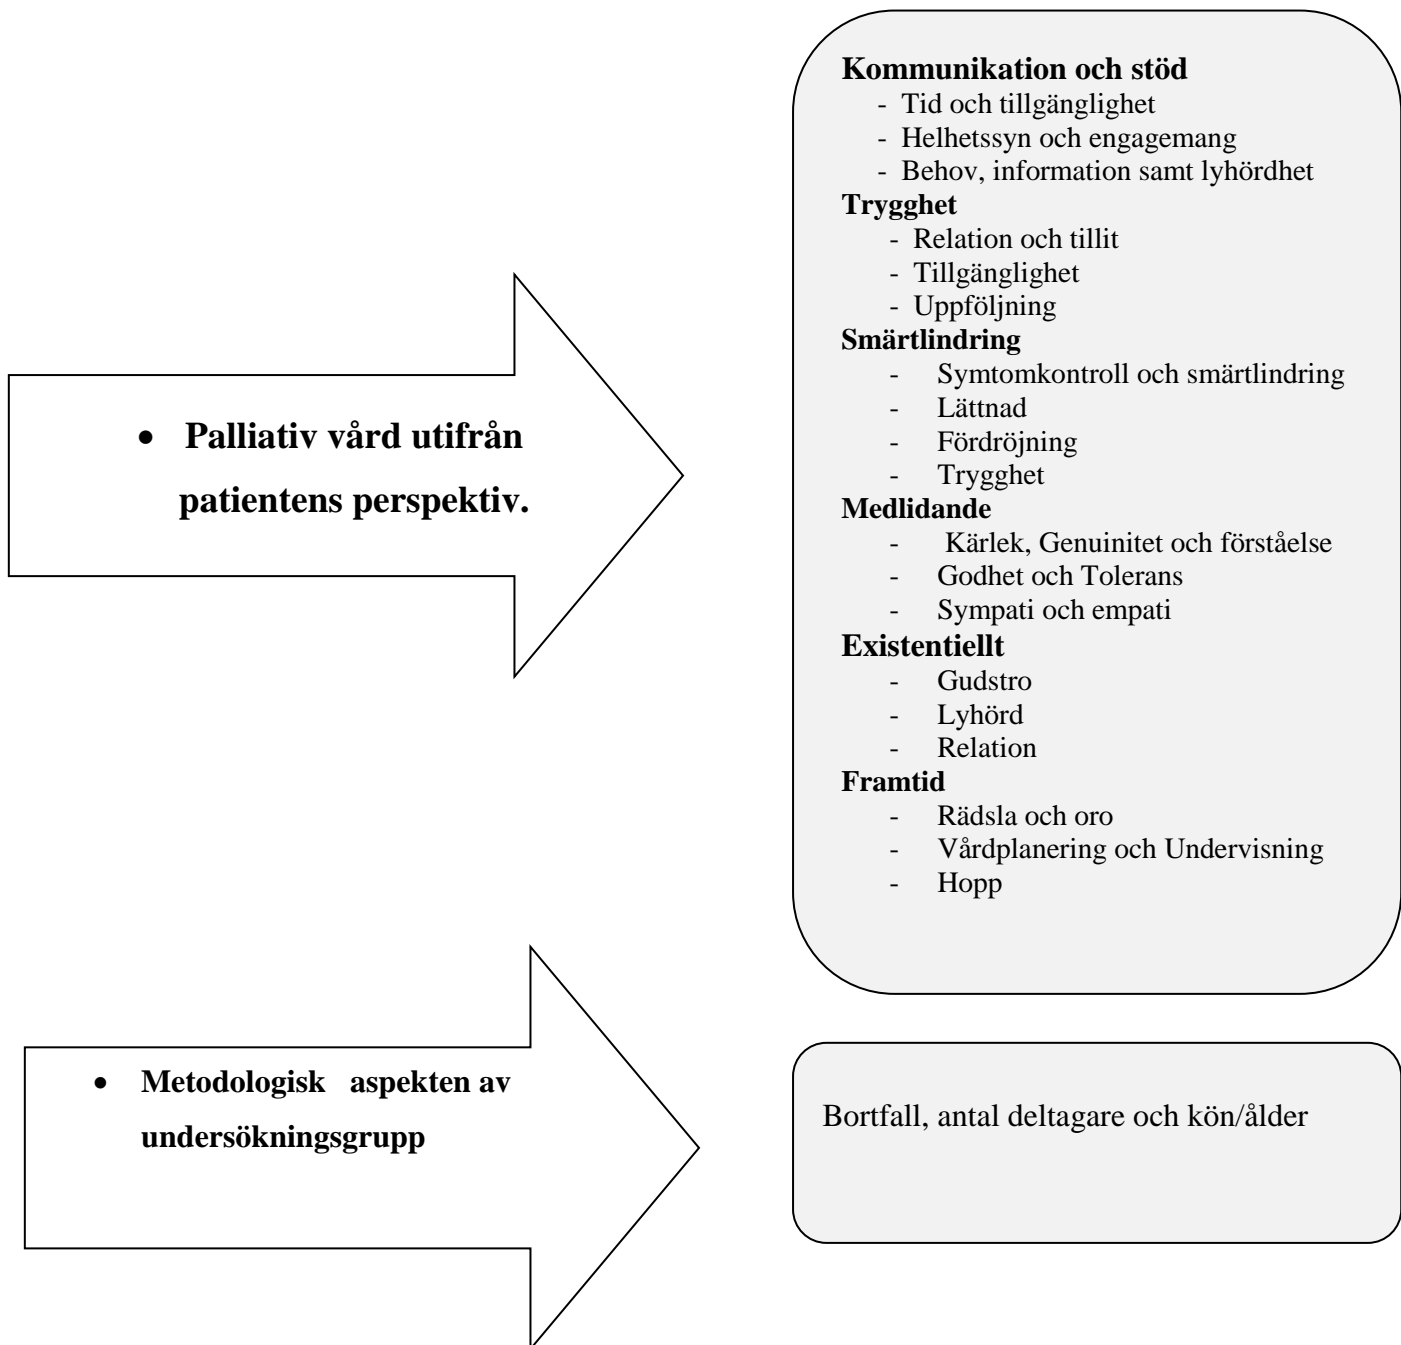 Kommunikation och stöd
- Tid och tillgänglighet
- Helhetssyn och engagemang
- Behov, information samt lyhördhet
Trygghet
- Relation och tillit
- Tillgänglighet
- Uppföljning
Smärtlindring
- Symtomkontroll och smärtlindring
- Lättnad
- Fördröjning
- Trygghet
Medlidande
- Kärlek, Genuinitet och förståelse
- Godhet och Tolerans
- Sympati och empati
Existentiellt
- Gudstro
- Lyhörd
- Relation
Framtid
- Rädsla och oro
- Vårdplanering och Undervisning
- Hopp
• Palliativ vård utifrån
patientens perspektiv.
• Metodologisk aspekten av
undersökningsgrupp
Bortfall, antal deltagare och kön/ålder